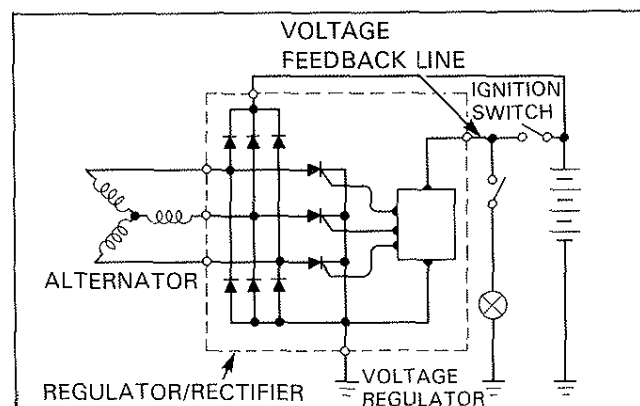 VOLTAGE
FEEDBACK LINE
IGNITION
SWITCH
ALTERNATOR
REGULATOR/RECTIFIER
VOLTAGE
REGULATOR